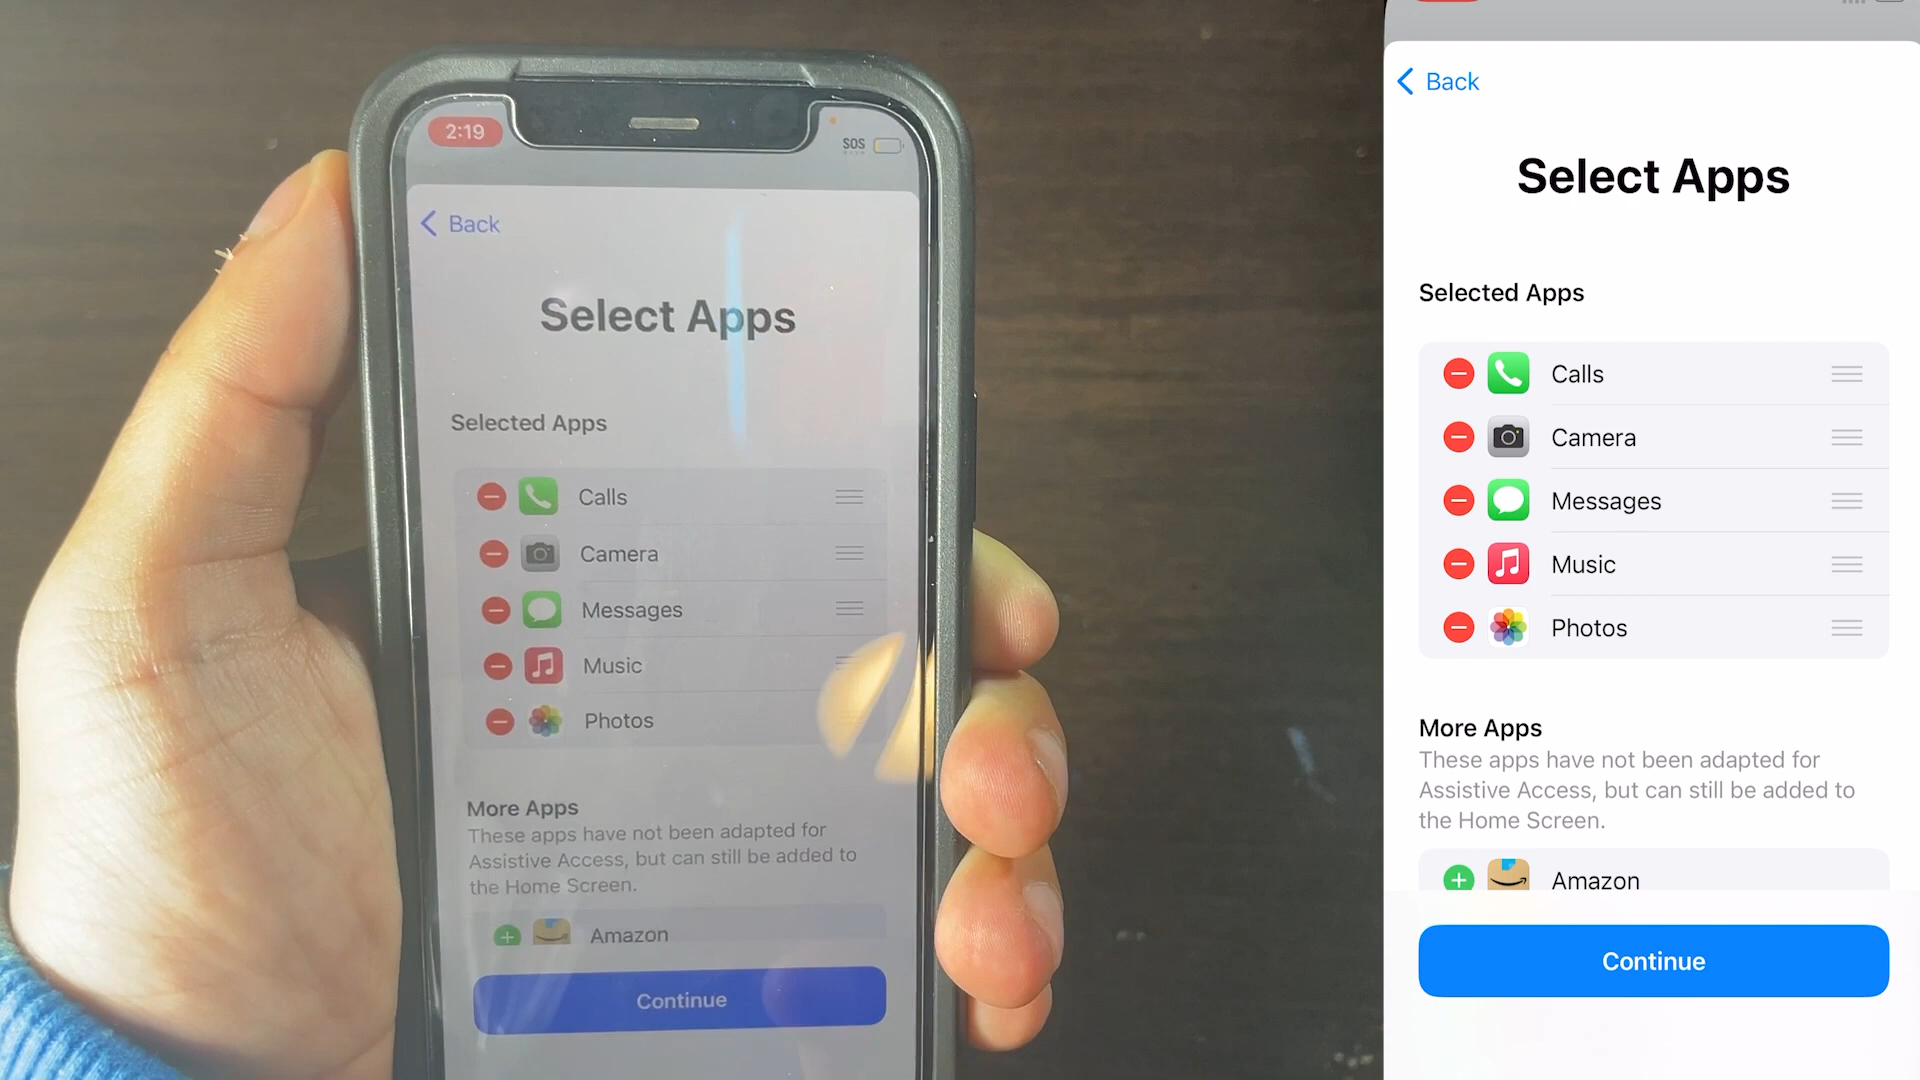 2:19
SOS
Back
Select Apps
Selected Apps
Calls
Camera
Messages
Music
Photos
More Apps
These apps have not been adapted for
Assistive Access, but can still be added to
the Home Screen.
Amazon
Continue
Back
Select Apps
Selected Apps
Calls
Camera
Messages
Music
Photos
More Apps
These apps have not been adapted for
Assistive Access, but can still be added to
the Home Screen.
Amazon
Continue